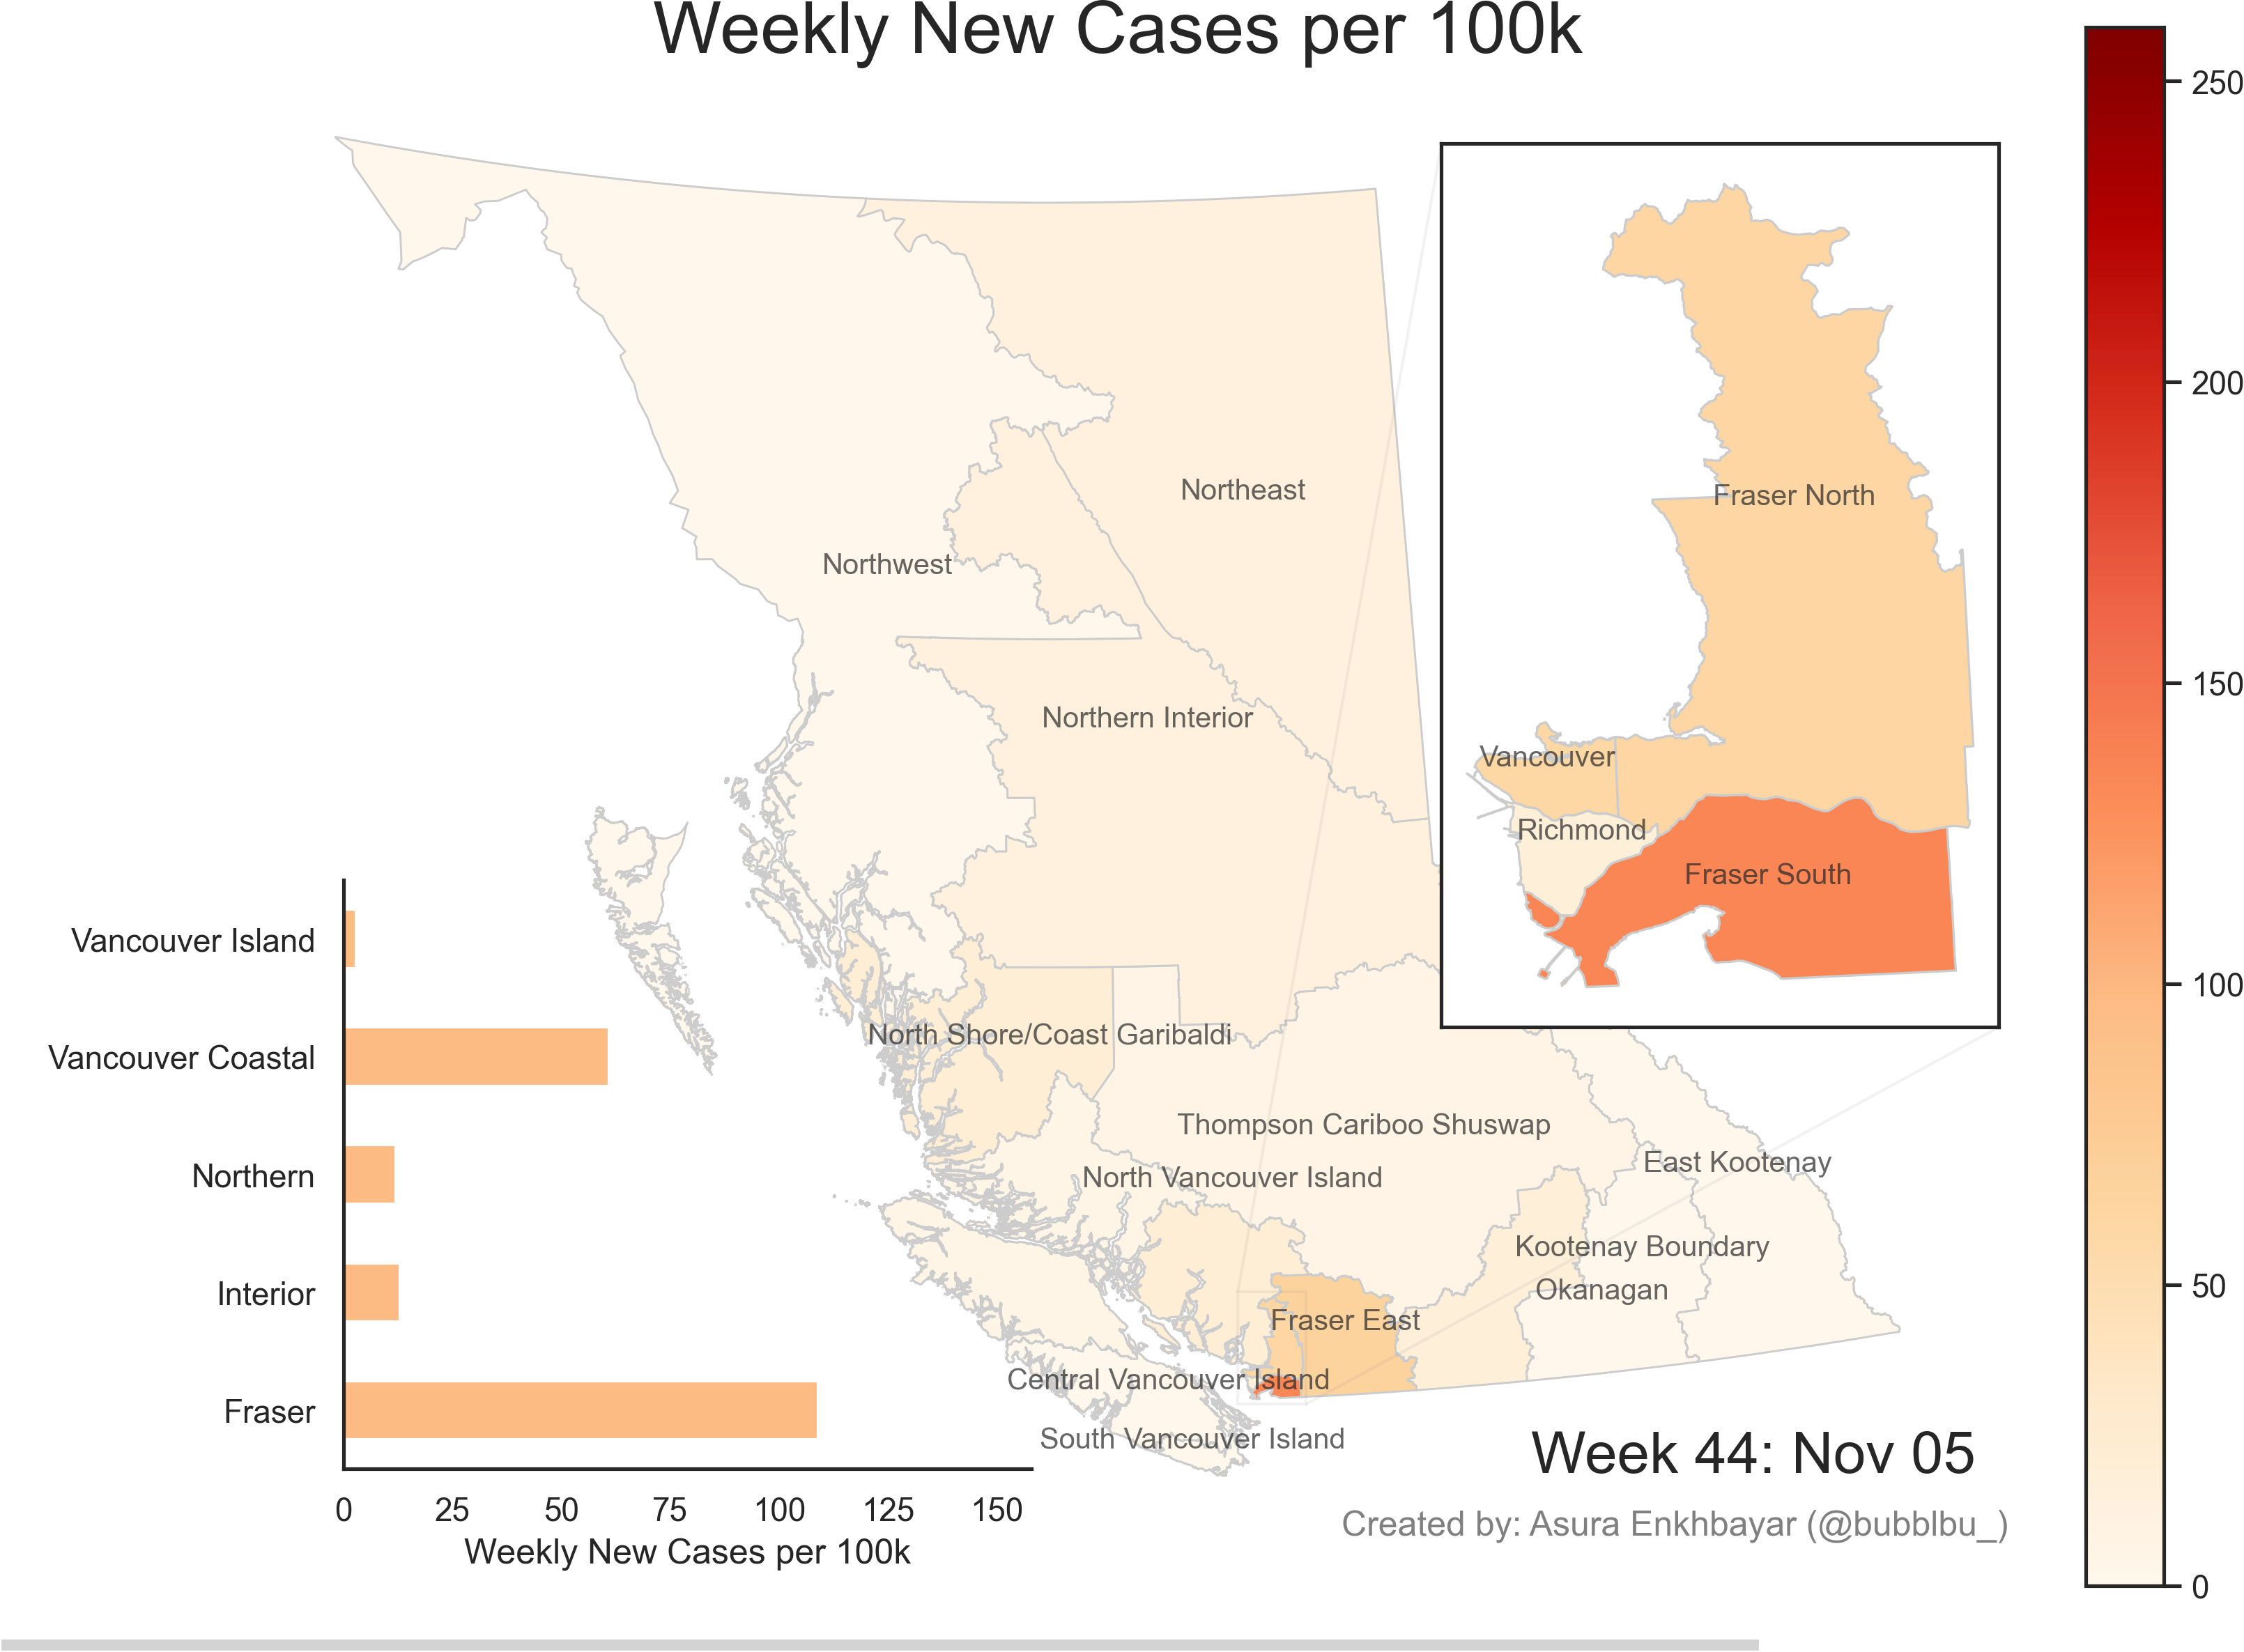 Weekly New Cases per 100k
250
200
150
100
50
0
Northeast
Northwest
Northern Interior
North Shore/Coast Garibaldi
Thompson Cariboo Shuswap
North Vancouver Island
East Kootenay
Kootenay Boundary
Okanagan
Fraser East
Central Vancouver Island
South Vancouver Island
Fraser North
Vancouver
Richmond
Fraser South
Vancouver Island
Vancouver Coastal
Northern
Interior
Fraser
0 25 50 75 100 125 150
Weekly New Cases per 100k
Week 44: Nov 05
Created by: Asura Enkhbayar (@bubblbu_)